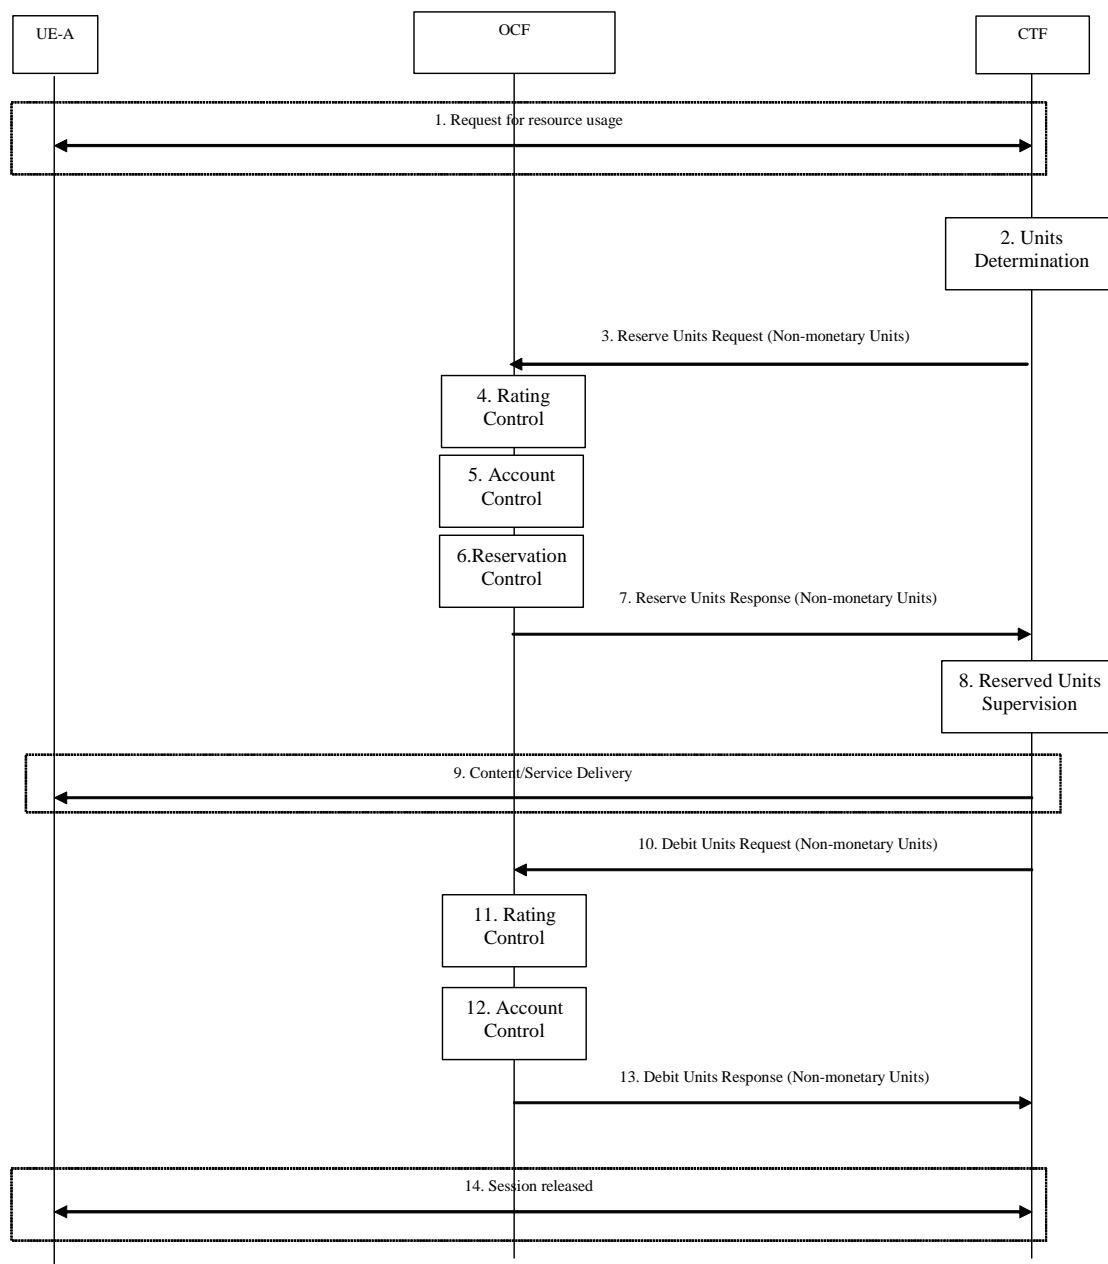 UE-A
OCF
CTF
1. Request for resource usage
2. Units
Determination
3. Reserve Units Request (Non-monetary Units)
4. Rating
Control
5. Account
Control
6.Reservation
Control
7. Reserve Units Response (Non-monetary Units)
8. Reserved Units
Supervision
9. Content/Service Delivery
10. Debit Units Request (Non-monetary Units)
11. Rating
Control
12. Account
Control
13. Debit Units Response (Non-monetary Units)
14. Session released